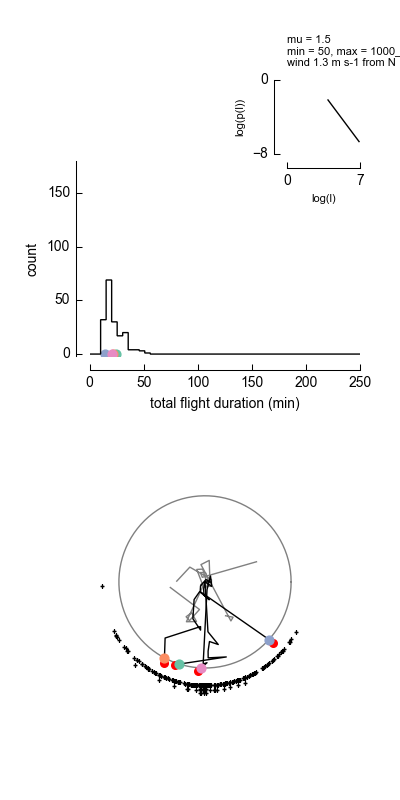 mu = 1.5
min = 50, max = 1000_
wind 1.3 m s-1 from N
0
log(p(l))
−8
0
7
log(l)
150
100
count
50
0
0
50
100
150
200
250
total flight duration (min)